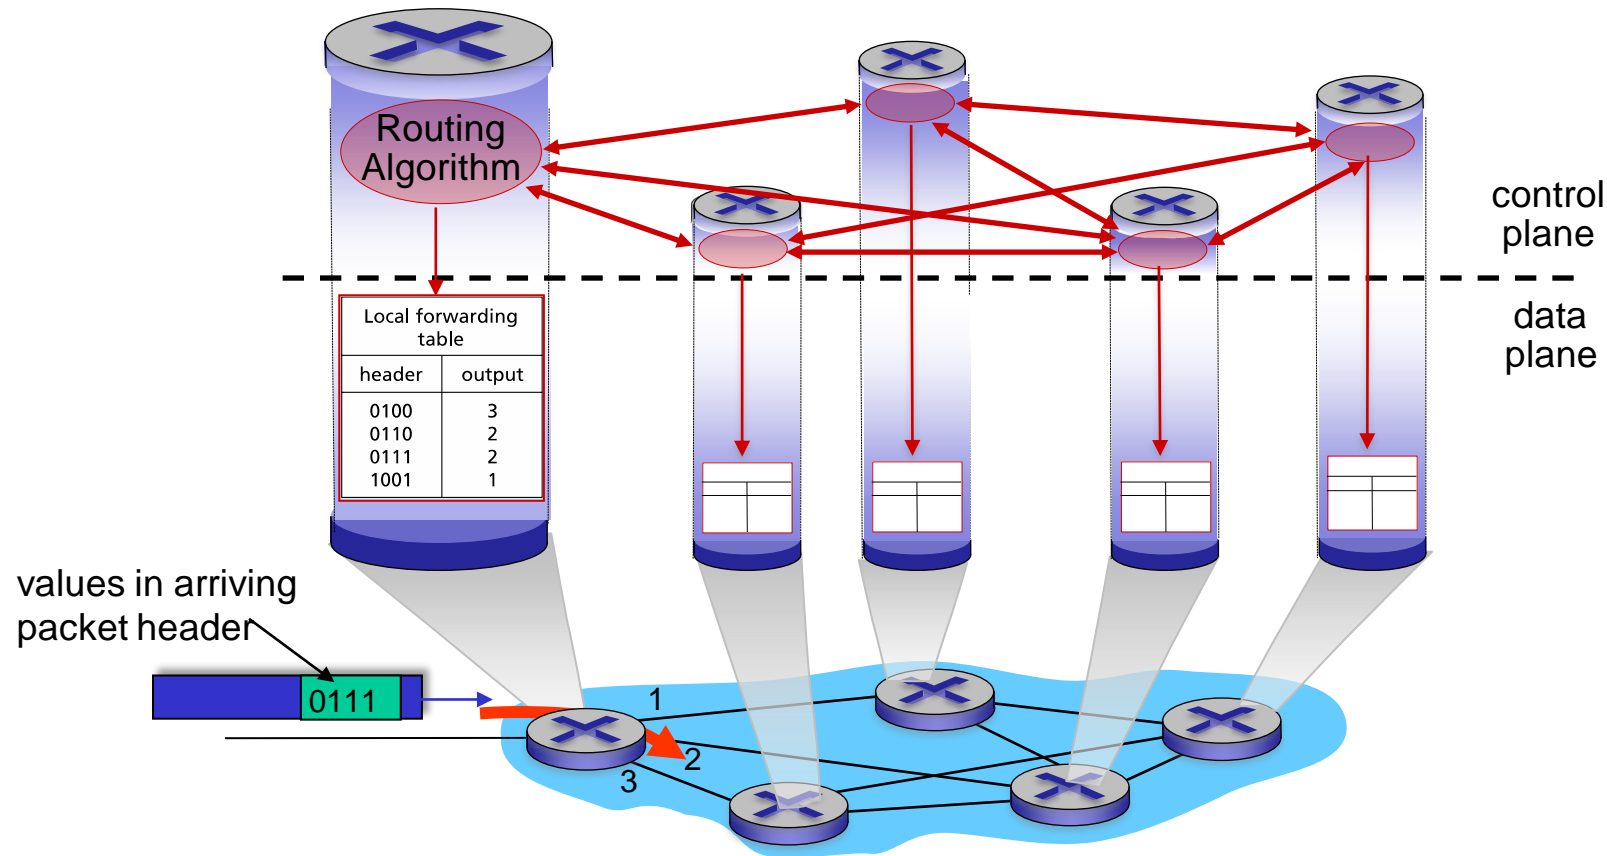 Routing
Algorithm
control
plane
data
plane
Local forwarding
table
header output
0100 3
0110 2
0111 2
1001 1
values in arriving
packet header
0111
1
2
3